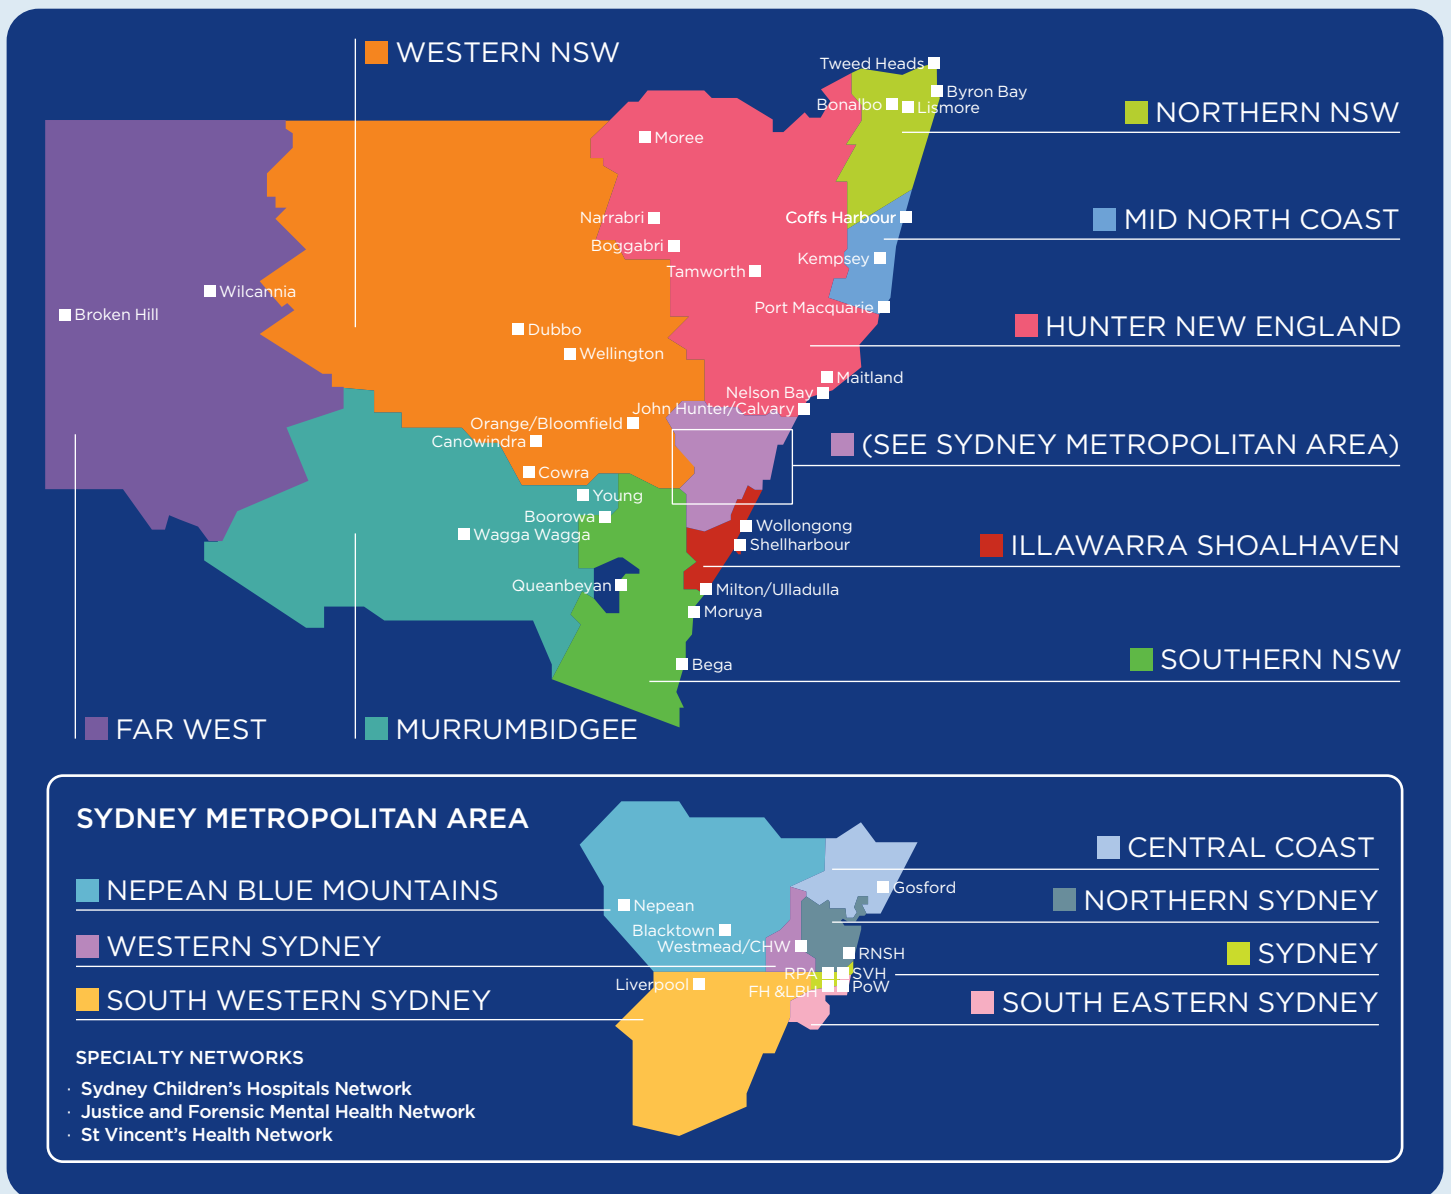 WESTERN NSW
Tweed Heads
Byron Bay
Bonalbo
Lismore
NORTHERN NSW
Moree
Narrabri
Coffs Harbour
MID NORTH COAST
Boggabri
Kempsey
Tamworth
Wilcannia
Broken Hill
Port Macquarie
HUNTER NEW ENGLAND
Dubbo
Wellington
Maitland
Nelson Bay
John Hunter/Calvary
Orange/Bloomfield
Canowindra
(SEE SYDNEY METROPOLITAN AREA)
Cowra
Young
Boorowa
Wollongong
Wagga Wagga
Shellharbour
ILLAWARRA SHOALHAVEN
Queanbeyan
Milton/Ulladulla
Moruya
Bega
SOUTHERN NSW
FAR WEST
MURRUMBIDGEE
SYDNEY METROPOLITAN AREA
CENTRAL COAST
NEPEAN BLUE MOUNTAINS
Gosford
Nepean
NORTHERN SYDNEY
Blacktown
WESTERN SYDNEY
Westmead/CHW
RNSH
SYDNEY
RPA
SVH
Liverpool
FH &LBH
PoW
SOUTH WESTERN SYDNEY
SOUTH EASTERN SYDNEY
SPECIALTY NETWORKS
· Sydney Children’s Hospitals Network
· Justice and Forensic Mental Health Network
· St Vincent’s Health Network